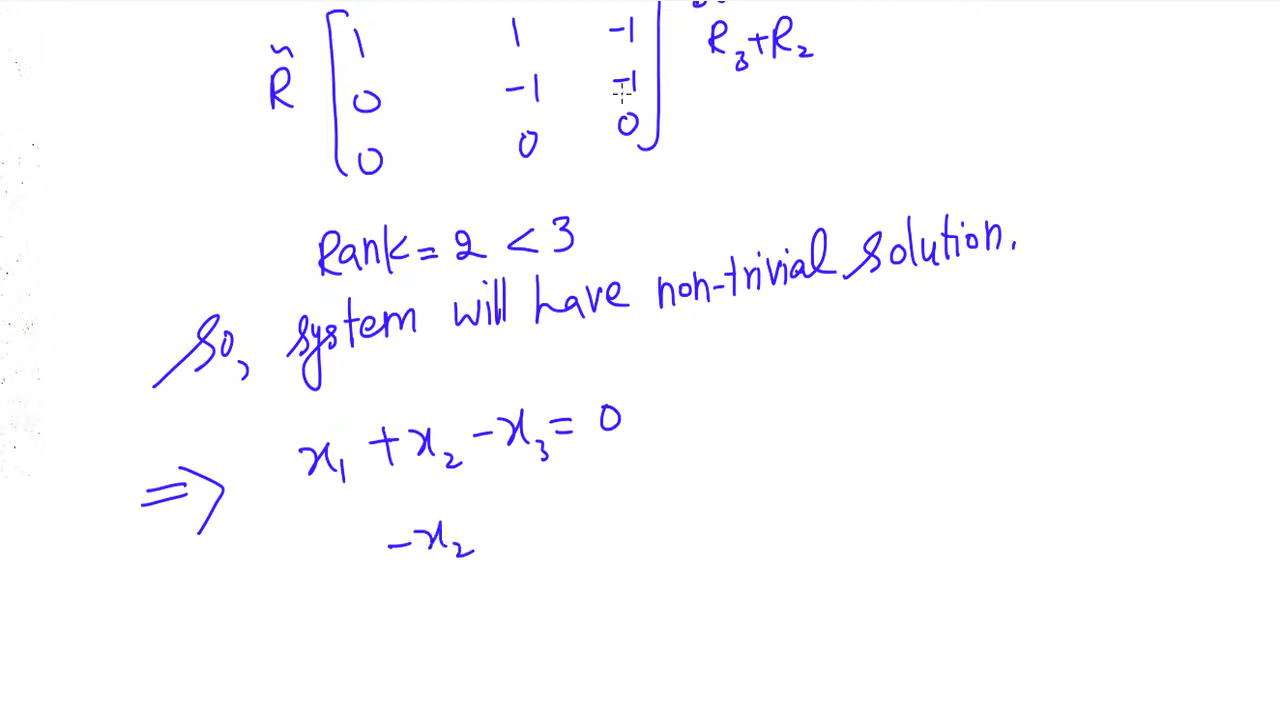 1 1 -1 R₃+R₂
~
R 0 -1 -1
0 0 0
Rank = 2 < 3
So, system will have non-trivial solution.
⇒ x₁ + x₂ - x₃ = 0
-x₂